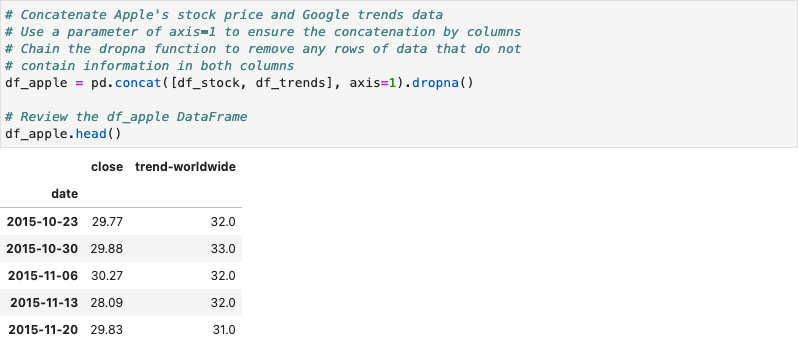 # Concatenate Apple's stock price and Google trends data
# Use a parameter of axis=1 to ensure the concatenation by columns
# Chain the dropna function to remove any rows of data that do not
# contain information in both columns
df_apple = pd.concat([df_stock, df_trends], axis=1).dropna()

# Review the df_apple DataFrame
df_apple.head()
close trend-worldwide
date
2015-10-23 29.77 32.0
2015-10-30 29.88 33.0
2015-11-06 30.27 32.0
2015-11-13 28.09 32.0
2015-11-20 29.83 31.0